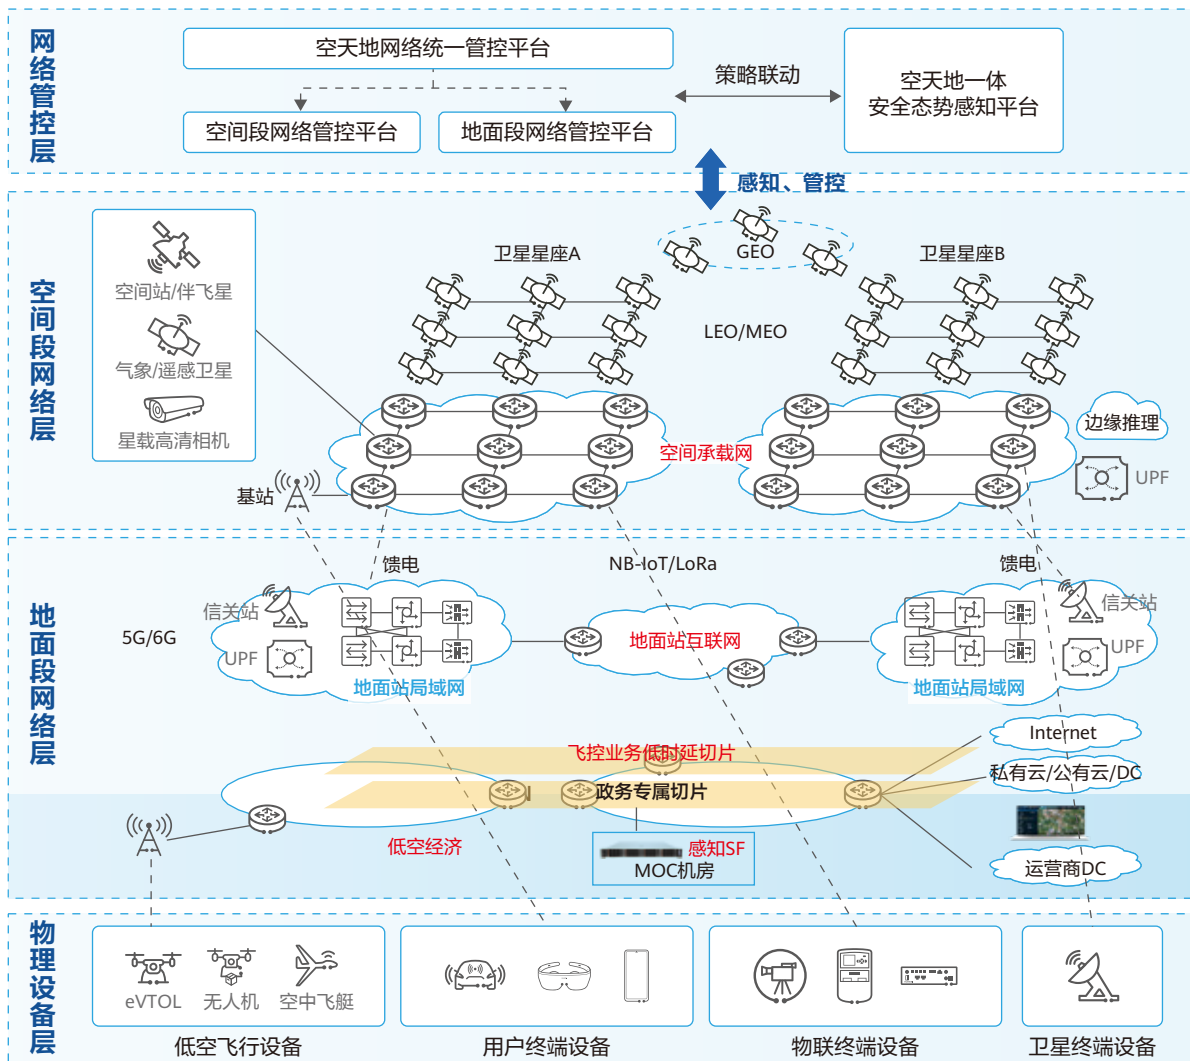 网络管控层
空天地网络统一管控平台
空间段网络管控平台
地面段网络管控平台
策略联动
空天地一体
安全态势感知平台
感知、管控
空间段网络层
空间站/伴飞星
气象/遥感卫星
星载高清相机
卫星星座A
GEO
卫星星座B
LEO/MEO
空间承载网
边缘推理
UPF
基站
地面段网络层
馈电
NB-IoT/LoRa
馈电
5G/6G
信关站
UPF
地面站局域网
地面站互联网
信关站
UPF
地面站局域网
飞控业务低时延切片
政务专属切片
Internet
私有云/公有云/DC
低空经济
感知SF
MOC机房
运营商DC
物理设备层
eVTOL
无人机
空中飞艇
低空飞行设备
用户终端设备
物联终端设备
卫星终端设备